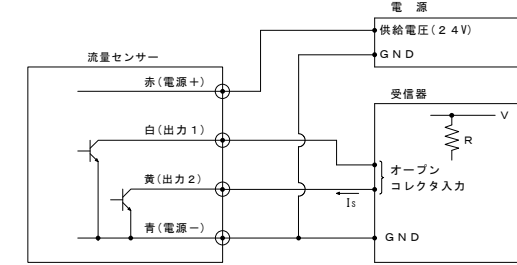 電 源
供給電圧(24V)
GND
流量センサー
赤(電源+)
受信器
V
R
白(出力1)
オープン
コレクタ入力
黄(出力2)
Is
青(電源−)
GND